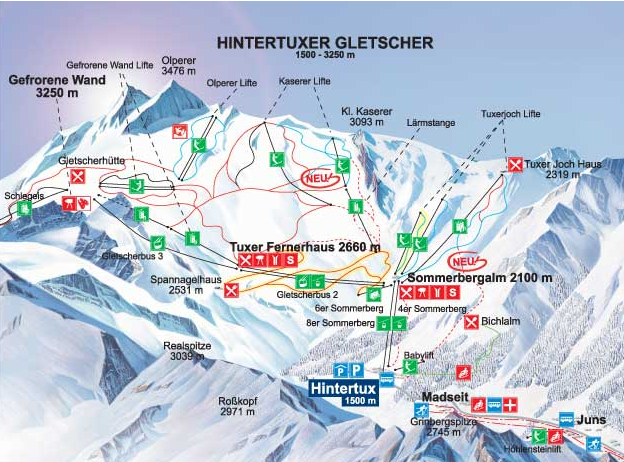 HINTERTUXER GLETSCHER
1500 - 3250 m
Gefrorene Wand Lifte
Olperer
3476 m
Gefrorene Wand
3250 m
Olperer Lifte
Kaserer Lifte
Kl. Kaserer
3093 m
Lärmstange
Tuxerjoch Lifte
Gletscherhütte
NEU
Tuxer Joch Haus
2319 m
Schlegeis
Gletscherbus 3
Tuxer Fernerhaus 2660 m
S
NEU
Spannagelhaus
2531 m
Gletscherbus 2
Sommerbergalm 2100 m
S
6er Sommerberg
4er Sommerberg
8er Sommerberg
Bichlalm
Realspitze
3039 m
Babylift
P P
Hintertux
1500 m
Roßkopf
2971 m
Madseit
Grinbergspitze
2745 m
Juns
Höhlensteinlift